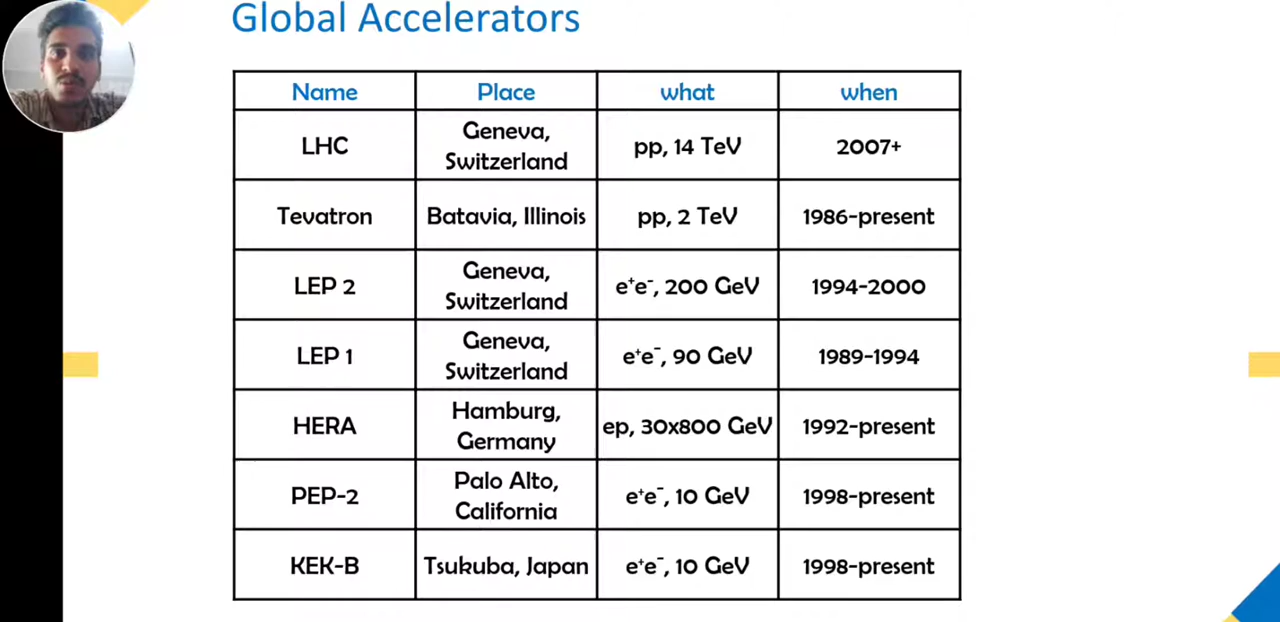 Global Accelerators
Name Place what when
LHC Geneva, Switzerland pp, 14 TeV 2007+
Tevatron Batavia, Illinois pp, 2 TeV 1986-present
LEP 2 Geneva, Switzerland e⁺e⁻, 200 GeV 1994-2000
LEP 1 Geneva, Switzerland e⁺e⁻, 90 GeV 1989-1994
HERA Hamburg, Germany ep, 30x800 GeV 1992-present
PEP-2 Palo Alto, California e⁺e⁻, 10 GeV 1998-present
KEK-B Tsukuba, Japan e⁺e⁻, 10 GeV 1998-present